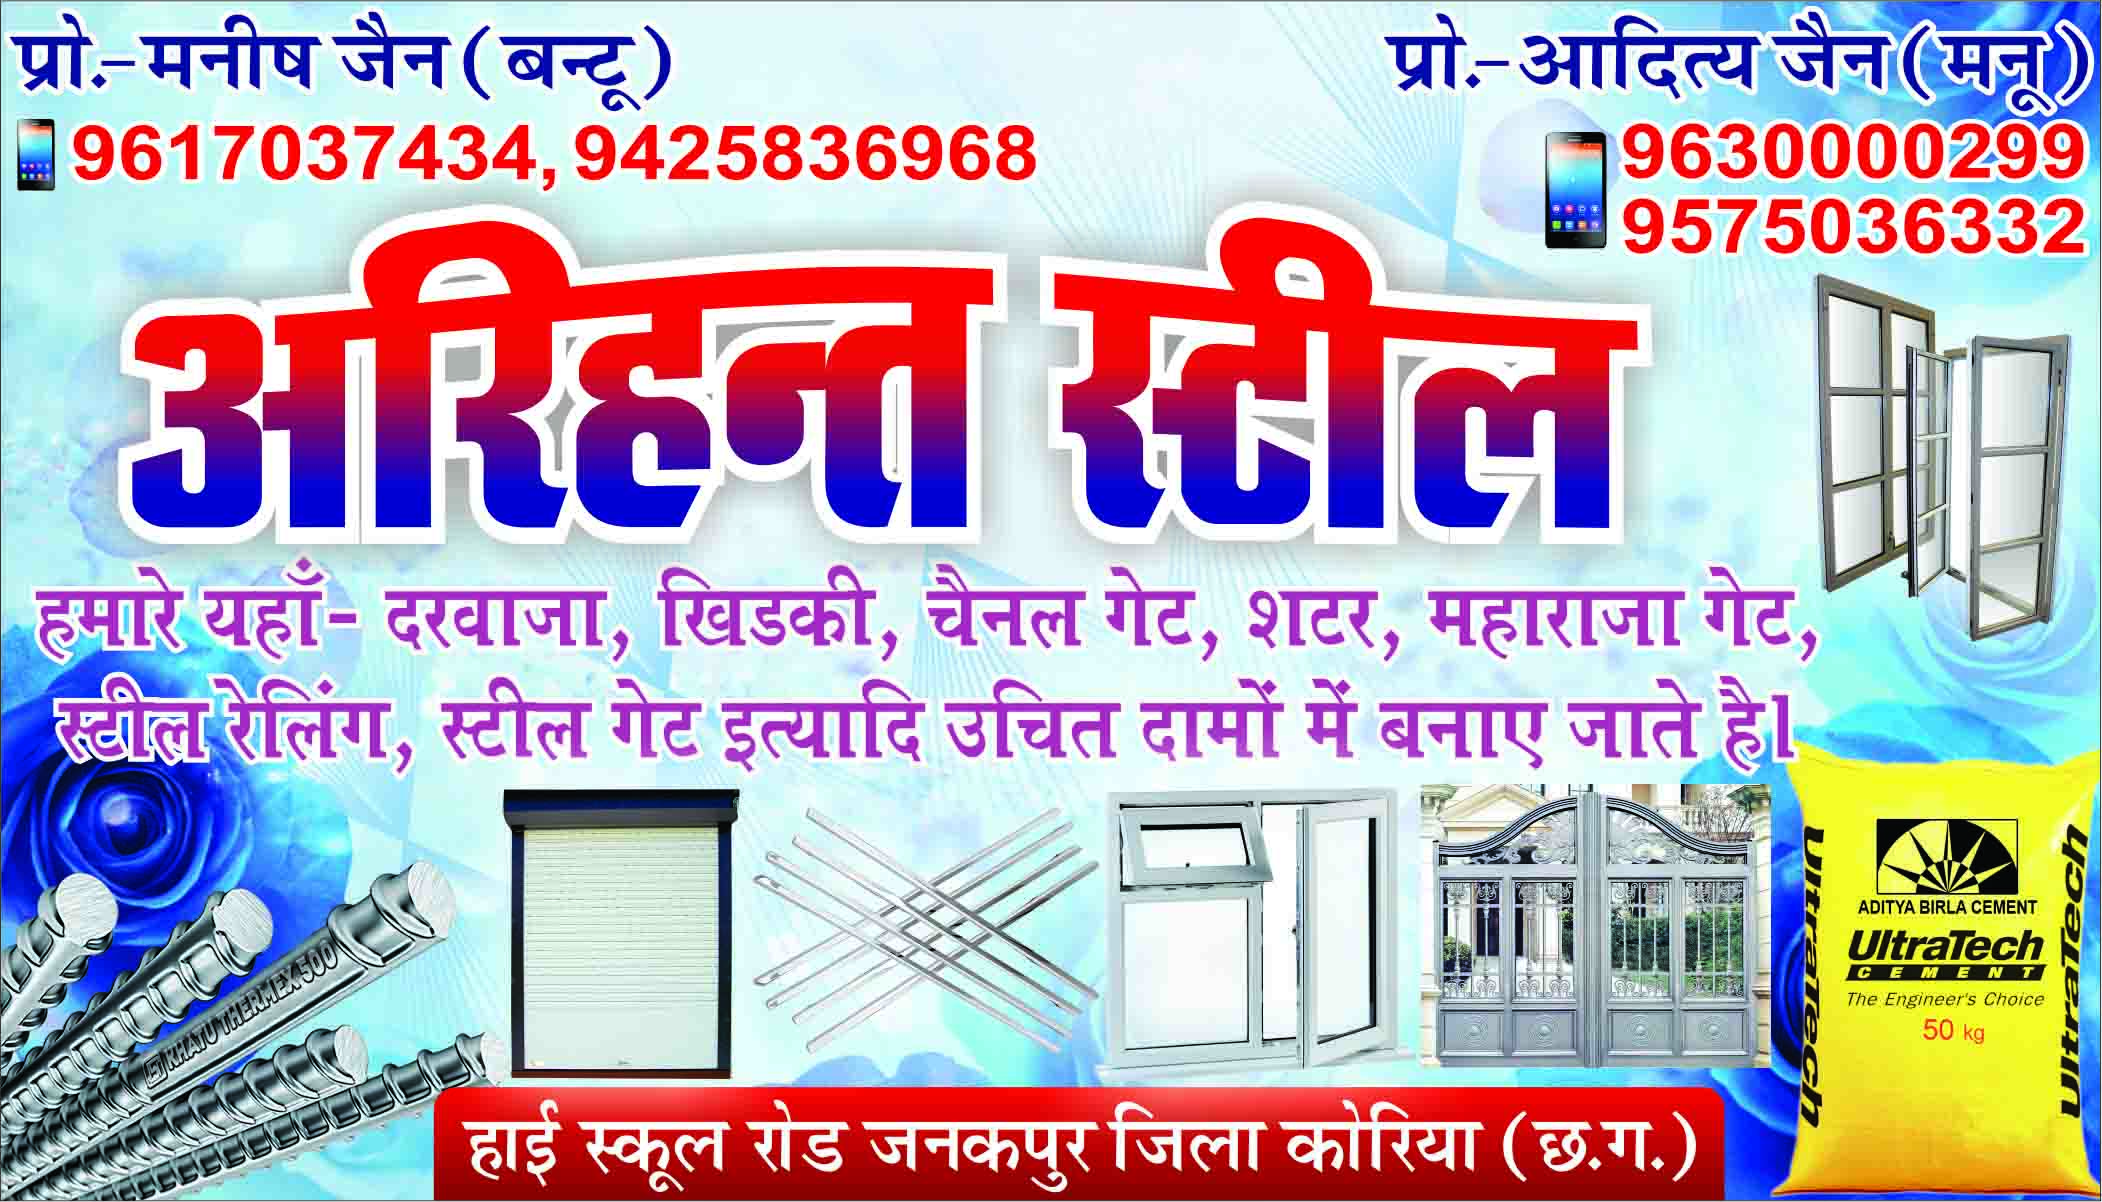 प्रो.-मनीष जैन(बन्टू)
9617037434, 9425836968
प्रो.-आदित्य जैन(मनू)
9630000299
9575036332
अरिहन्त स्टील
हमारे यहाँ- दरवाजा, खिडकी, चैनल गेट, शटर, महाराजा गेट,
स्टील रेलिंग, स्टील गेट इत्यादि उचित दामों में बनाए जाते है।
KHATU THERMEX 500
UltraTech
ADITYA BIRLA CEMENT
UltraTech
CEMENT
The Engineer's Choice
50 kg
UltraTech
हाई स्कूल रोड जनकपुर जिला कोरिया (छ.ग.)